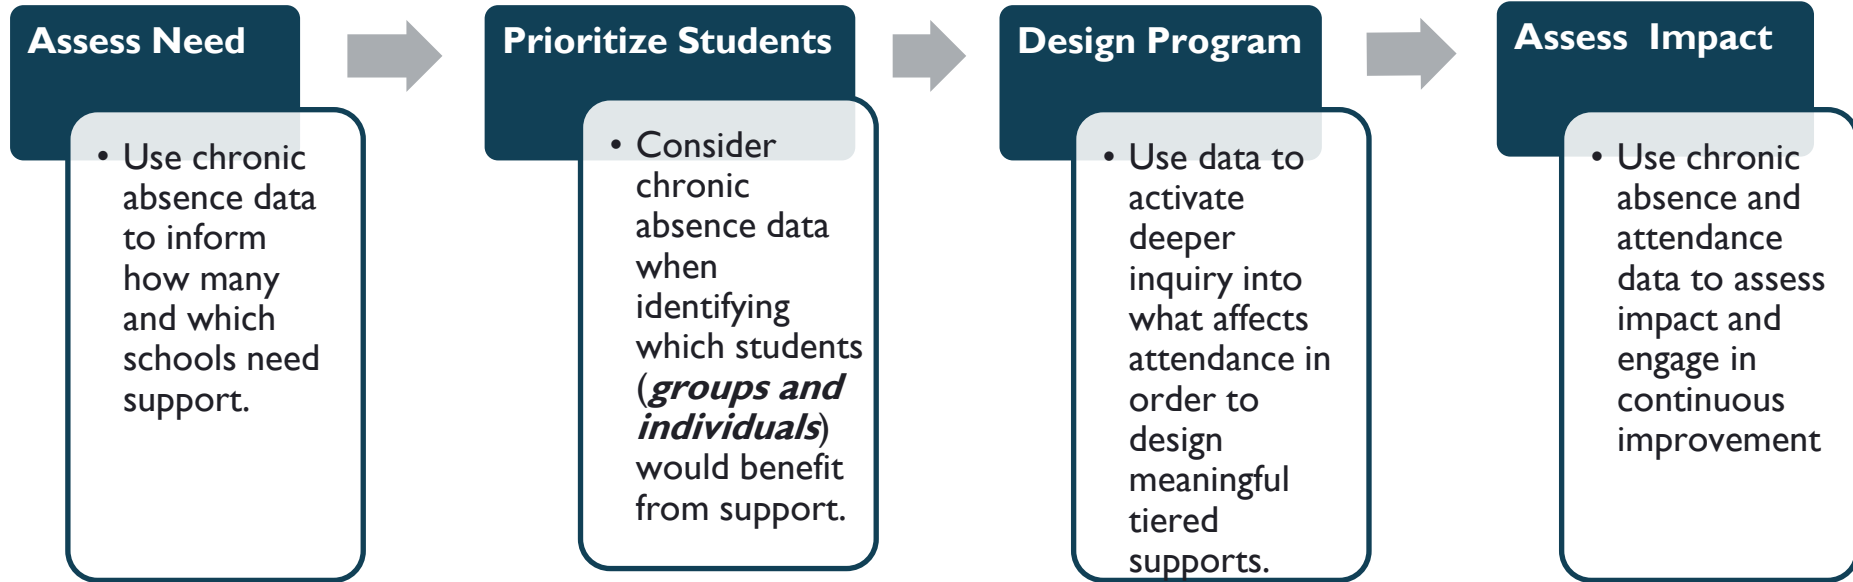 Assess Need
• Use chronic
absence data
to inform
how many
and which
schools need
support.
Prioritize Students
• Consider
chronic
absence data
when
identifying
which students
(groups and
individuals)
would benefit
from support.
Design Program
• Use data to
activate
deeper
inquiry into
what affects
attendance in
order to
design
meaningful
tiered
supports.
Assess Impact
• Use chronic
absence and
attendance
data to assess
impact and
engage in
continuous
improvement